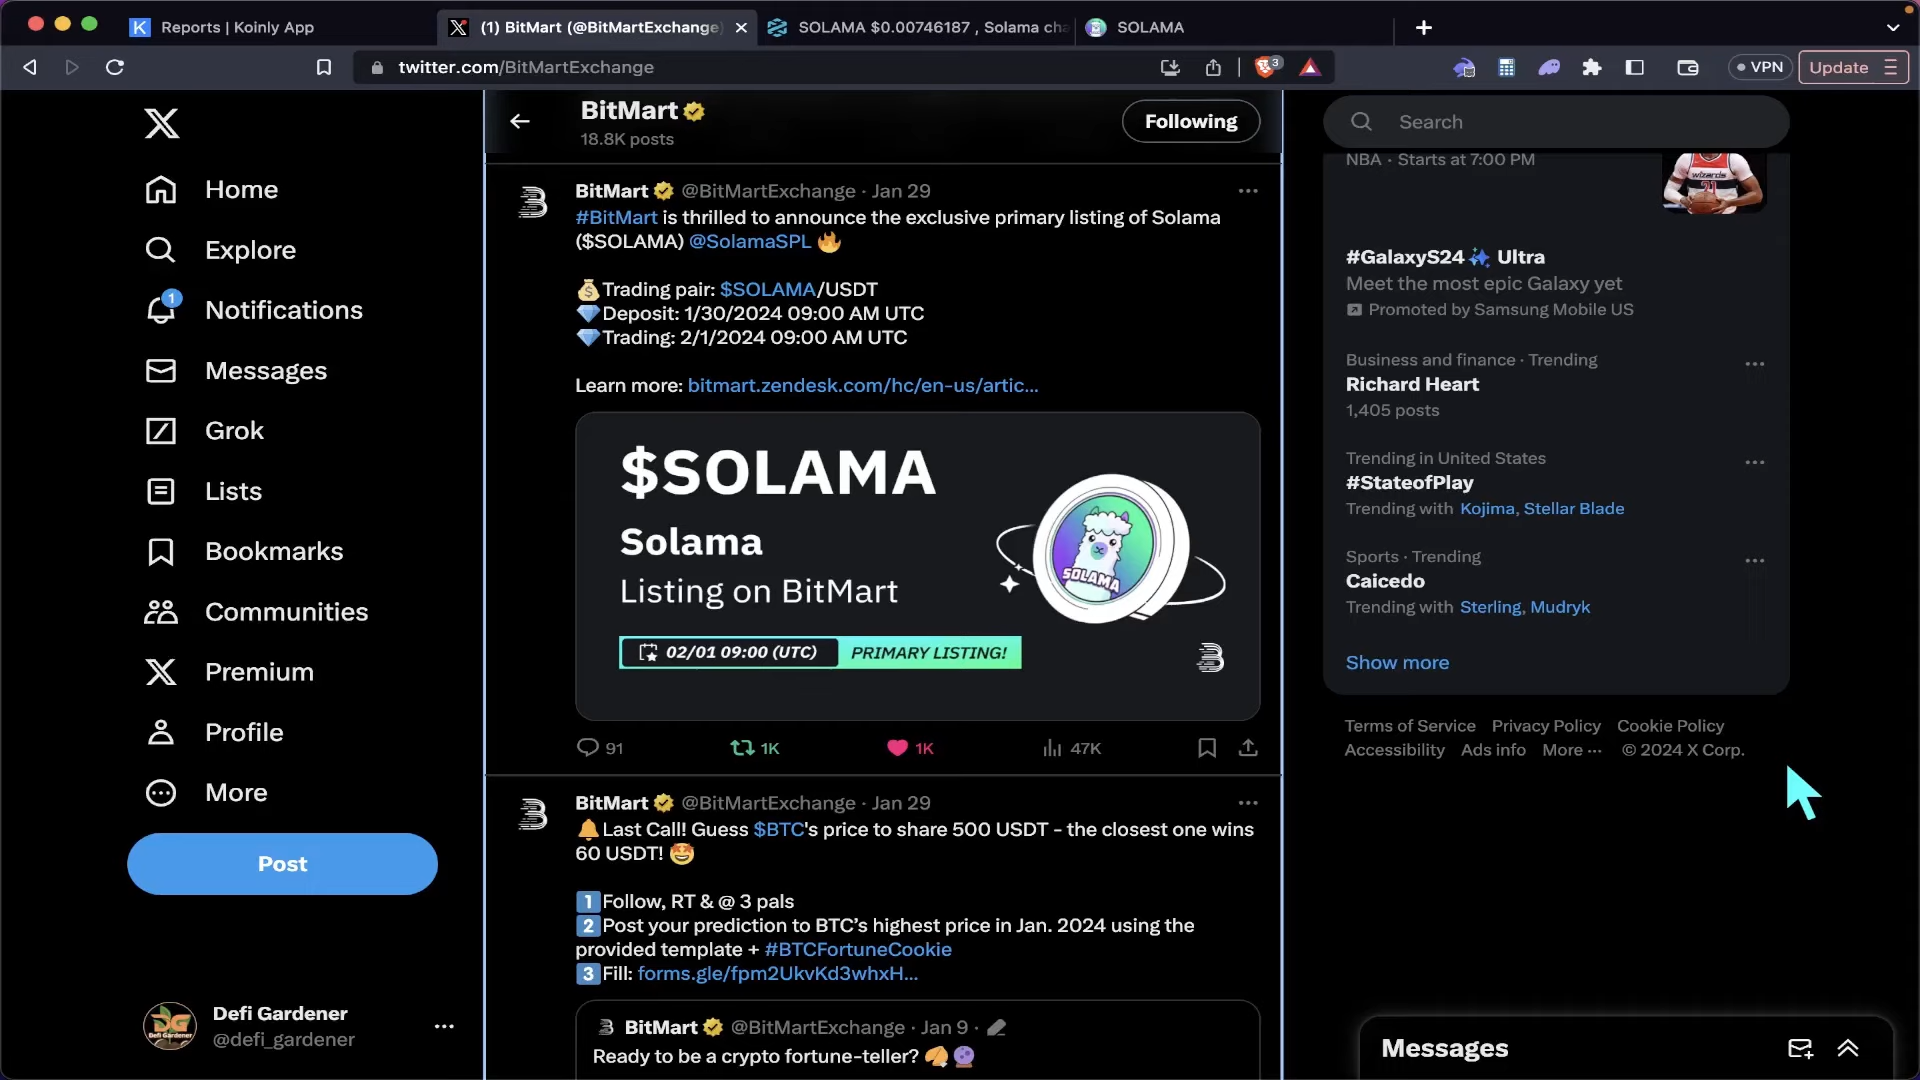 Reports | Koinly App
(1) BitMart (@BitMartExchange)
SOLAMA $0.00746187 , Solama cha
SOLAMA
twitter.com/BitMartExchange
3
VPN
Update
BitMart
18.8K posts
Following
Search
Home
Explore
1
Notifications
Messages
Grok
Lists
Bookmarks
Communities
Premium
Profile
More
Post
Defi Gardener
@defi_gardener
BitMart @BitMartExchange · Jan 29
#BitMart is thrilled to announce the exclusive primary listing of Solama
($SOLAMA) @SolamaSPL 🔥
💰Trading pair: $SOLAMA/USDT
💎Deposit: 1/30/2024 09:00 AM UTC
💎Trading: 2/1/2024 09:00 AM UTC
Learn more: bitmart.zendesk.com/hc/en-us/artic...
$SOLAMA
Solama
Listing on BitMart
02/01 09:00 (UTC) PRIMARY LISTING!
SOLAMA
91 1K 1K 47K
BitMart @BitMartExchange · Jan 29
🔔Last Call! Guess $BTC's price to share 500 USDT - the closest one wins
60 USDT! 🤩
1️⃣Follow, RT & @ 3 pals
2️⃣Post your prediction to BTC's highest price in Jan. 2024 using the
provided template + #BTCFortuneCookie
3️⃣Fill: forms.gle/fpm2UkvKd3whxH...
BitMart @BitMartExchange · Jan 9 ·
Ready to be a crypto fortune-teller? 🥠🔮
NBA · Starts at 7:00 PM
wizards
21
#GalaxyS24✨ Ultra
Meet the most epic Galaxy yet
Promoted by Samsung Mobile US
Business and finance · Trending
Richard Heart
1,405 posts
Trending in United States
#StateofPlay
Trending with Kojima, Stellar Blade
Sports · Trending
Caicedo
Trending with Sterling, Mudryk
Show more
Terms of Service Privacy Policy Cookie Policy
Accessibility Ads info More ··· © 2024 X Corp.
Messages